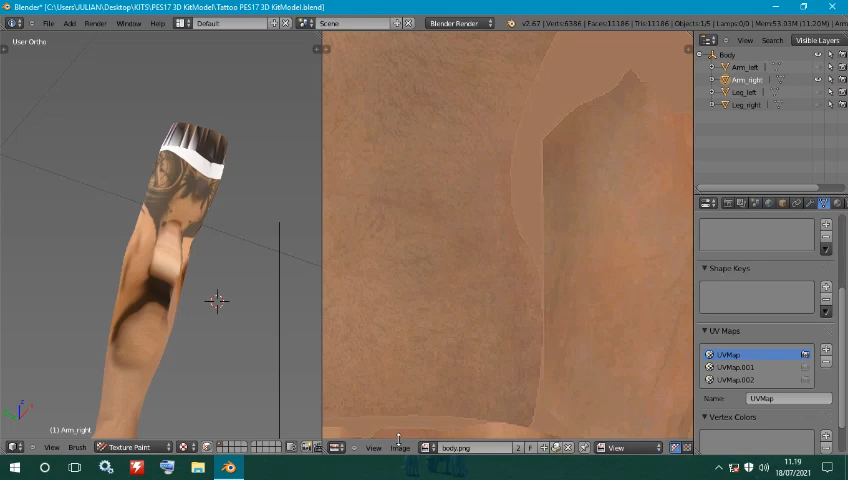 Blender* [C:\Users\JULIAN\Desktop\KITS\PES17 3D KitModel\Tattoo PES17 3D KitModel.blend]
File Add Render Window Help Default Scene Blender Render v2.67 | Verts:6386 | Faces:11186 | Tris:11186 | Objects:1/5 | Lamps:0/0 | Mem:53.03M (11.20M) | Arm
View Search Visible Layers
User Ortho
Body
Arm_left
Arm_right
Leg_left
Leg_right
Shape Keys
UV Maps
UVMap
UVMap.001
UVMap.002
Name: UVMap
Vertex Colors
(1) Arm_right
View Brush Texture Paint
View Image body.png 2 F View
11.19
18/07/2021